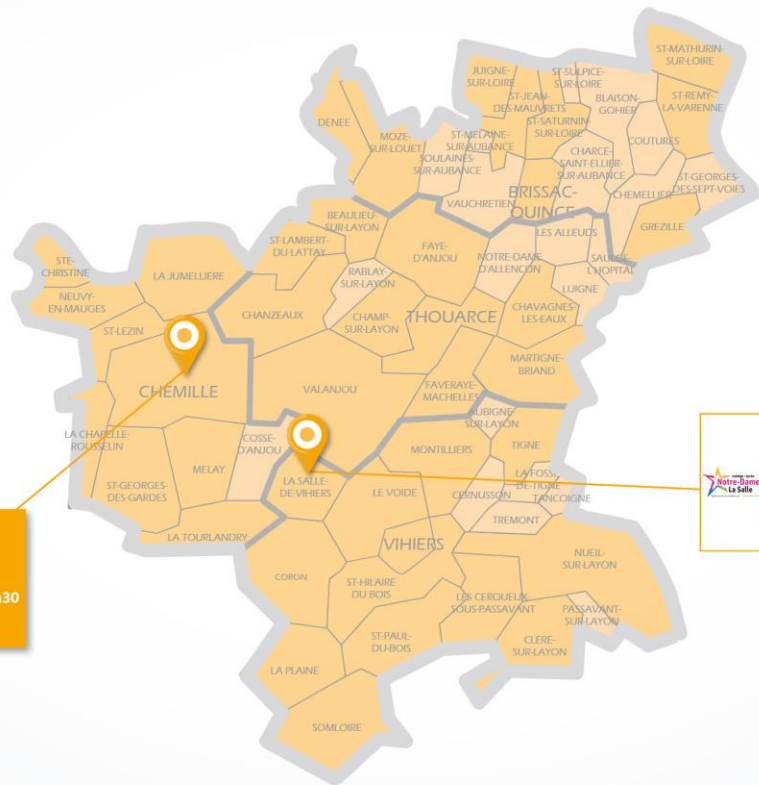 ST-MATHURIN-
SUR-LOIRE
JUIGNE-
SUR-LOIRE
ST-SULPICE-
SUR-LOIRE
ST-JEAN-
DES-MAUVRETS
BLAISON-
GOHIER
ST-REMY-
LA-VARENNE
DENEE
MOZE-
SUR-LOUET
ST-MELAINE-
SUR-AUBANCE
ST-SATURNIN-
SUR-LOIRE
COUTURES
SOULAINES-
SUR-AUBANCE
CHARCE-
SAINT-ELLIER-
SUR-AUBANCE
ST-GEORGES-
DES-SEPT-VOIES
VAUCHRETIEN
BRISSAC-
QUINCE
CHEMELLIER
BEAULIEU-
SUR-LAYON
GREZILLE
ST-LAMBERT-
DU-LATTAY
FAYE-
D'ANJOU
LES ALLEUDS
STE-
CHRISTINE
LA JUMELLIERE
RABLAY-
SUR-LAYON
NOTRE-DAME-
D'ALLENCON
SAULGE-
L'HOPITAL
NEUVY-
EN-MAUGES
LUIGNE
ST-LEZIN
CHANZEAUX
CHAMP-
SUR-LAYON
THOUARCE
CHAVAGNES-
LES-EAUX
MARTIGNE-
BRIAND
CHEMILLE
VALANJOU
FAVERAYE-
MACHELLES
AUBIGNE-
SUR-LAYON
LA CHAPELLE-
ROUSSELIN
COSSE-
D'ANJOU
MONTILLIERS
TIGNE
MELAY
LA SALLE-
DE-VIHIERS
LE VOIDE
CERNUSSON
LA FOSSE-
DE-TIGNE
TANCOIGNE
ST-GEORGES-
DES-GARDES
TREMONT
Notre-Dame
La Salle
LA TOURLANDRY
VIHIERS
NUEIL-
SUR-LAYON
CORON
ST-HILAIRE
DU BOIS
LES CERQUEUX-
SOUS-PASSAVANT
PASSAVANT-
SUR-LAYON
30
ST-PAUL-
DU-BOIS
CLERE-
SUR-LAYON
LA PLAINE
SOMLOIRE